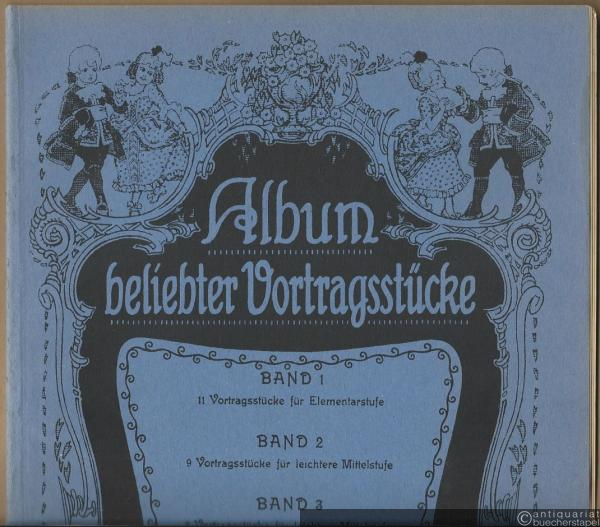 Album
beliebter Vortragsstücke
BAND 1
11 Vortragsstücke für Elementarstufe
BAND 2
9 Vortragsstücke für leichtere Mittelstufe
BAND 3
©antiquariat
buecherstapel